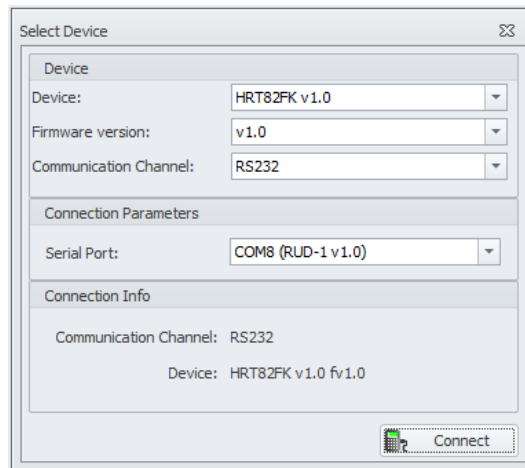 Select Device
Device
Device: HRT82FK v1.0
Firmware version: v1.0
Communication Channel: RS232
Connection Parameters
Serial Port: COM8 (RUD-1 v1.0)
Connection Info
Communication Channel: RS232
Device: HRT82FK v1.0 fv1.0
Connect